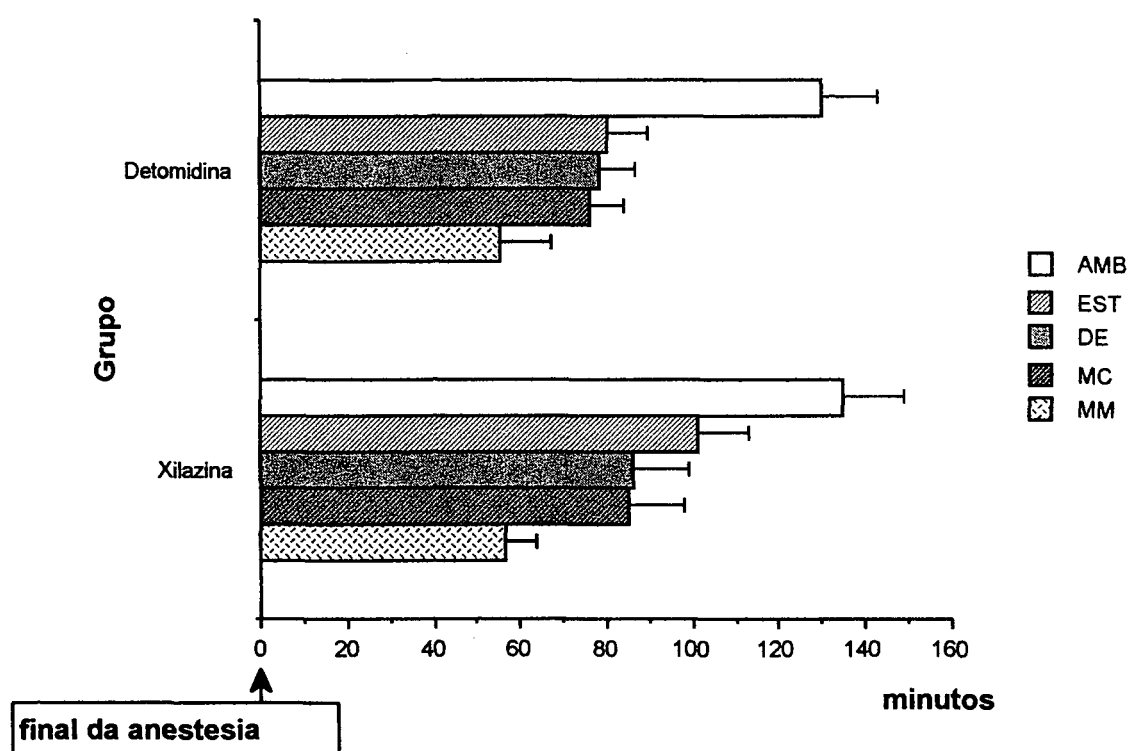 Detomidina
Grupo
Xilazina
AMB
EST
DE
MC
MM
0 20 40 60 80 100 120 140 160
minutos
final da anestesia